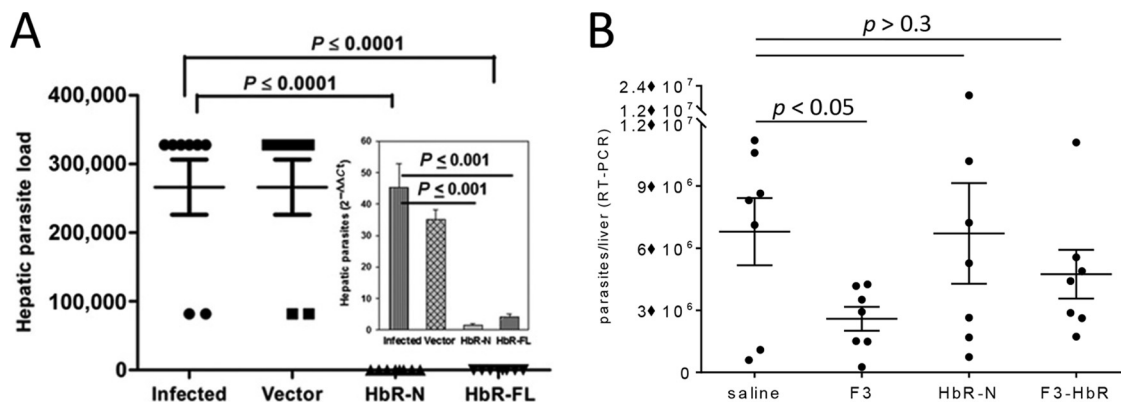 A
P ≤ 0.0001
P ≤ 0.0001
Hepatic parasite load
400,000
300,000
200,000
100,000
0
Infected
Vector
HbR-N
HbR-FL
Hepatic parasites (2⁻ΔΔCt)
60
50
40
30
20
10
0
P ≤ 0.001
P ≤ 0.001
Infected
Vector
HbR-N
HbR-FL
B
p > 0.3
p < 0.05
parasites/liver (RT-PCR)
2.4♦ 10⁷
1.2♦ 10⁷
1.2♦ 10⁷
9♦ 10⁶
6♦ 10⁶
3♦ 10⁶
0
saline
F3
HbR-N
F3-HbR